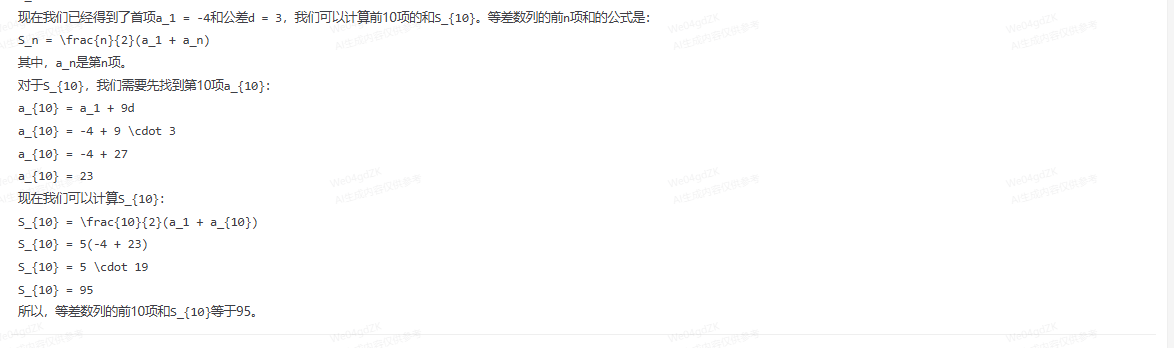 现在我们已经得到了首项a_1 = -4和公差d = 3，我们可以计算前10项的和S_{10}。等差数列的前n项和的公式是：
S_n = \frac{n}{2}(a_1 + a_n)
其中，a_n是第n项。
对于S_{10}，我们需要先找到第10项a_{10}：
a_{10} = a_1 + 9d
a_{10} = -4 + 9 \cdot 3
a_{10} = -4 + 27
a_{10} = 23
现在我们可以计算S_{10}：
S_{10} = \frac{10}{2}(a_1 + a_{10})
S_{10} = 5(-4 + 23)
S_{10} = 5 \cdot 19
S_{10} = 95
所以，等差数列的前10项和S_{10}等于95。